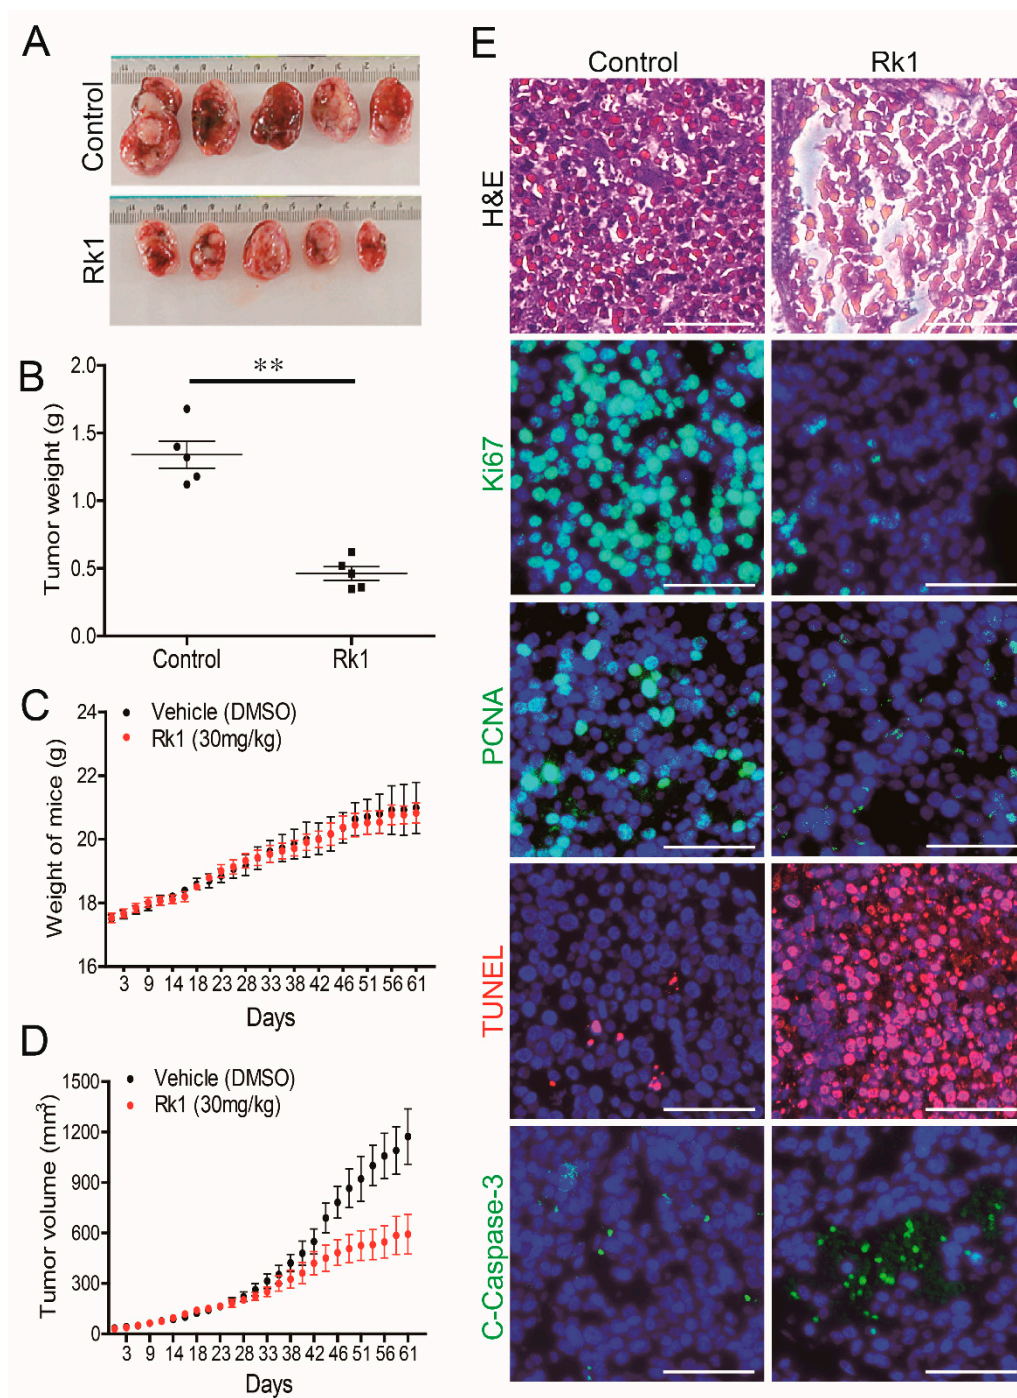 A
Control
Rk1
B
Tumor weight (g)
2.0
1.5
1.0
0.5
0.0
**
Control
Rk1
C
Weight of mice (g)
24
22
20
18
16
Vehicle (DMSO)
Rk1 (30mg/kg)
3 9 14 18 23 28 33 38 42 46 51 56 61
Days
D
Tumor volume (mm³)
1500
1200
900
600
300
0
Vehicle (DMSO)
Rk1 (30mg/kg)
3 9 14 18 23 28 33 38 42 46 51 56 61
Days
E
Control
Rk1
H&E
Ki67
PCNA
TUNEL
C-Caspase-3